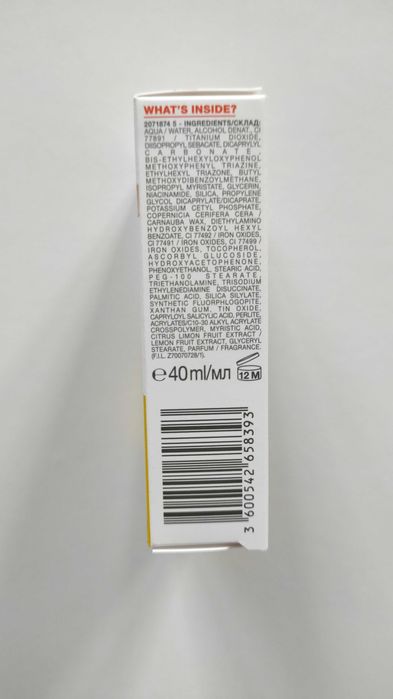 WHAT'S INSIDE?
2071874 5 - INGREDIENTS/СКЛАД:
AQUA / WATER, ALCOHOL DENAT., CI
77891 / TITANIUM DIOXIDE,
DIISOPROPYL SEBACATE, DICAPRYLYL
CARBONATE,
BIS-ETHYLHEXYLOXYPHENOL
METHOXYPHENYL TRIAZINE,
ETHYLHEXYL TRIAZONE, BUTYL
METHOXYDIBENZOYLMETHANE,
ISOPROPYL MYRISTATE, GLYCERIN,
NIACINAMIDE, SILICA, PROPYLENE
GLYCOL DICAPRYLATE/DICAPRATE,
POTASSIUM CETYL PHOSPHATE,
COPERNICIA CERIFERA CERA /
CARNAUBA WAX, DIETHYLAMINO
HYDROXYBENZOYL HEXYL
BENZOATE, CI 77492 / IRON OXIDES,
CI 77491 / IRON OXIDES, CI 77499 /
IRON OXIDES, TOCOPHEROL,
ASCORBYL GLUCOSIDE,
HYDROXYACETOPHENONE,
PHENOXYETHANOL, STEARIC ACID,
PEG-100 STEARATE,
TRIETHANOLAMINE, TRISODIUM
ETHYLENEDIAMINE DISUCCINATE,
PALMITIC ACID, SILICA SILYLATE,
SYNTHETIC FLUORPHLOGOPITE,
XANTHAN GUM, TIN OXIDE,
CAPRYLOYL SALICYLIC ACID, PERLITE,
ACRYLATES/C10-30 ALKYL ACRYLATE
CROSSPOLYMER, MYRISTIC ACID,
CITRUS LIMON FRUIT EXTRACT /
LEMON FRUIT EXTRACT, GLYCERYL
STEARATE, PARFUM / FRAGRANCE.
(F.I.L. Z70070728/1).
℮ 40 ml/мл 12 M
3 600542 658393